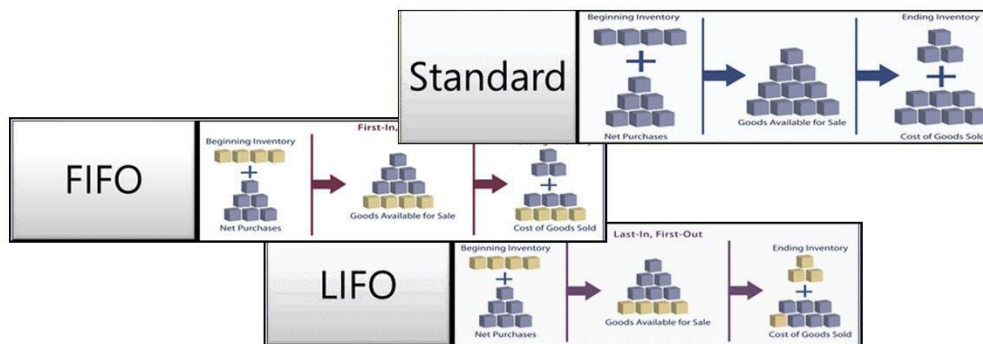 Standard
Beginning Inventory
Net Purchases
Goods Available for Sale
Ending Inventory
Cost of Goods Sold
FIFO
First-In,
Beginning Inventory
Net Purchases
Goods Available for Sale
Cost of Goods Sold
LIFO
Last-In, First-Out
Beginning Inventory
Net Purchases
Goods Available for Sale
Ending Inventory
Cost of Goods Sold